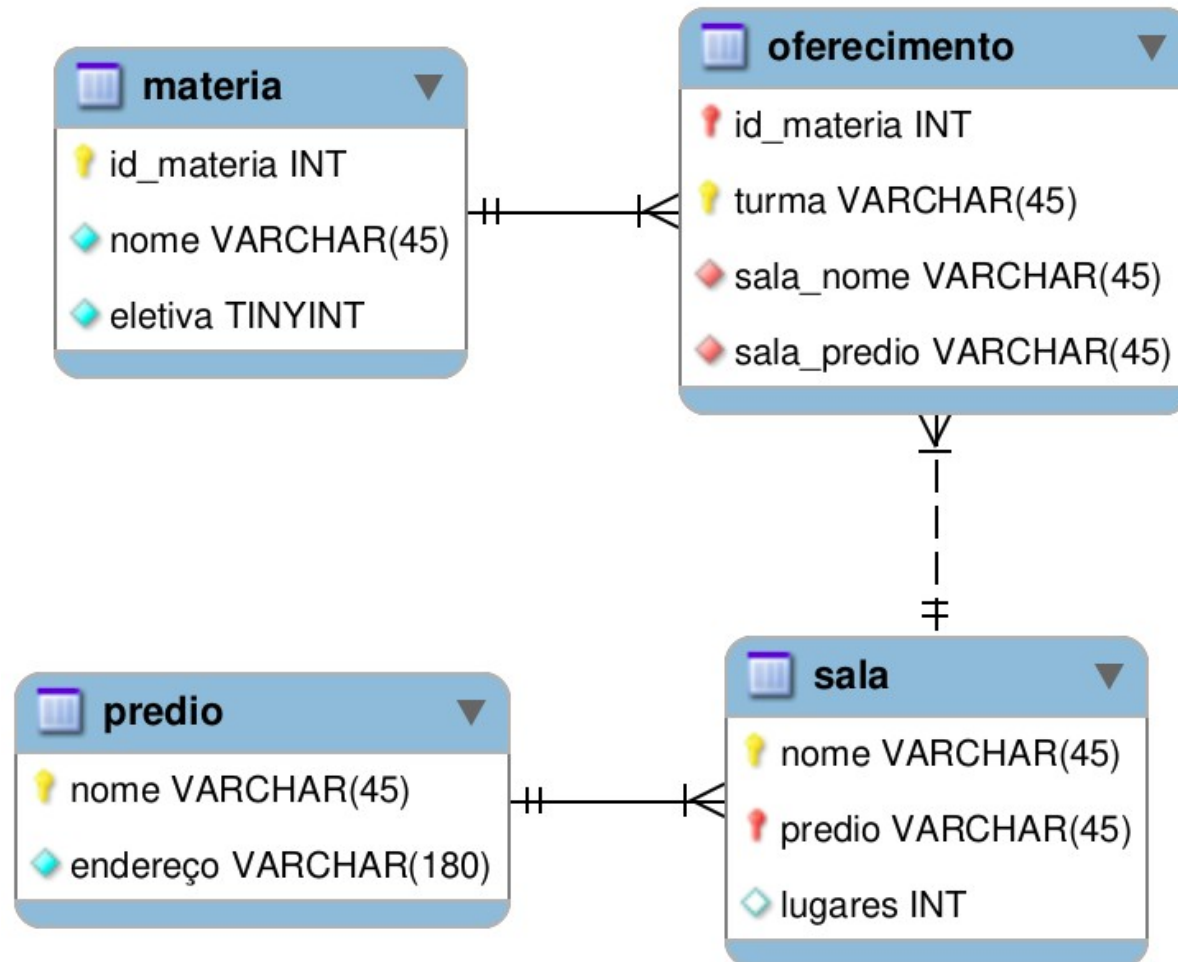 materia
id_materia INT
nome VARCHAR(45)
eletiva TINYINT
oferecimento
id_materia INT
turma VARCHAR(45)
sala_nome VARCHAR(45)
sala_predio VARCHAR(45)
predio
nome VARCHAR(45)
endereço VARCHAR(180)
sala
nome VARCHAR(45)
predio VARCHAR(45)
lugares INT